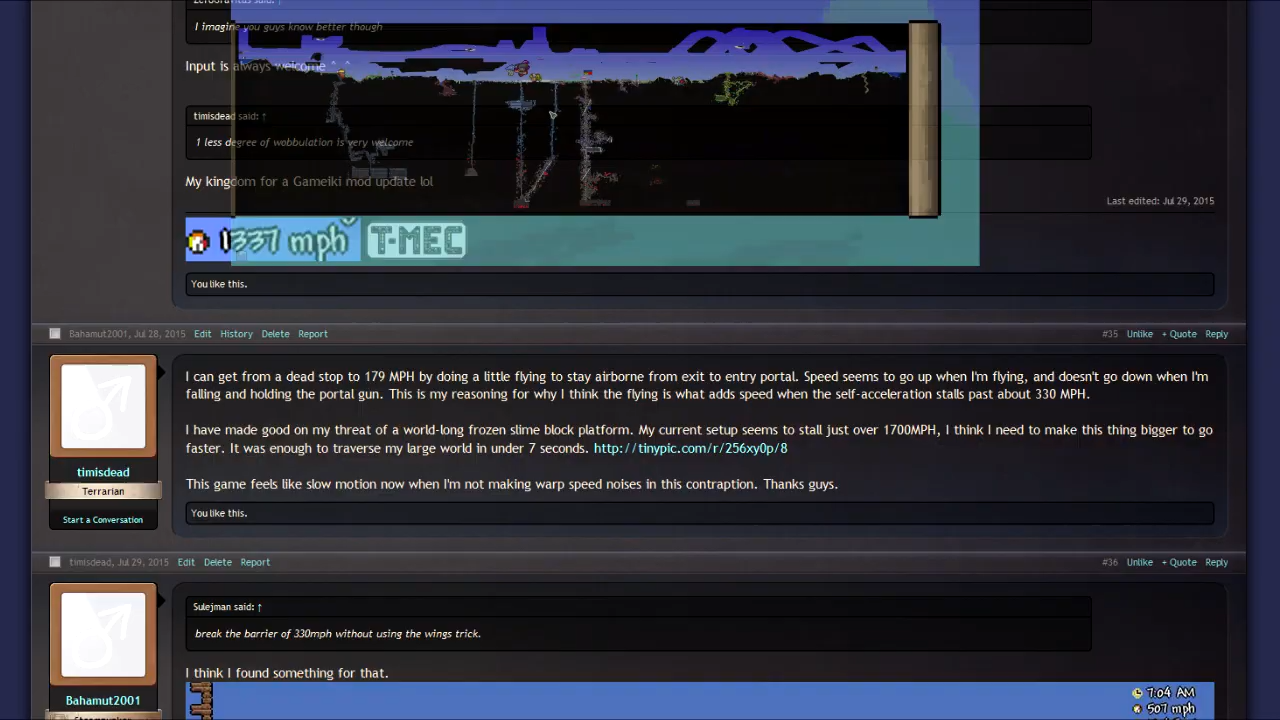 ZeroGravitas said: ↑
I imagine you guys know better though
Input is always welcome ^_^
timisdead said: ↑
1 less degree of wobbulation is very welcome
My kingdom for a Gameiki mod update lol
Last edited: Jul 29, 2015
1337 mph
T-MEC
You like this.
Bahamut2001, Jul 28, 2015 Edit History Delete Report #35 Unlike + Quote Reply
I can get from a dead stop to 179 MPH by doing a little flying to stay airborne from exit to entry portal. Speed seems to go up when I'm flying, and doesn't go down when I'm
falling and holding the portal gun. This is my reasoning for why I think the flying is what adds speed when the self-acceleration stalls past about 330 MPH.
I have made good on my threat of a world-long frozen slime block platform. My current setup seems to stall just over 1700MPH, I think I need to make this thing bigger to go
faster. It was enough to traverse my large world in under 7 seconds. http://tinypic.com/r/256xy0p/8
This game feels like slow motion now when I'm not making warp speed noises in this contraption. Thanks guys.
You like this.
timisdead
Terrarian
Start a Conversation
timisdead, Jul 29, 2015 Edit Delete Report #36 Unlike + Quote Reply
Sulejman said: ↑
break the barrier of 330mph without using the wings trick.
I think I found something for that.
7:04 AM
507 mph
Bahamut2001
Steampunker